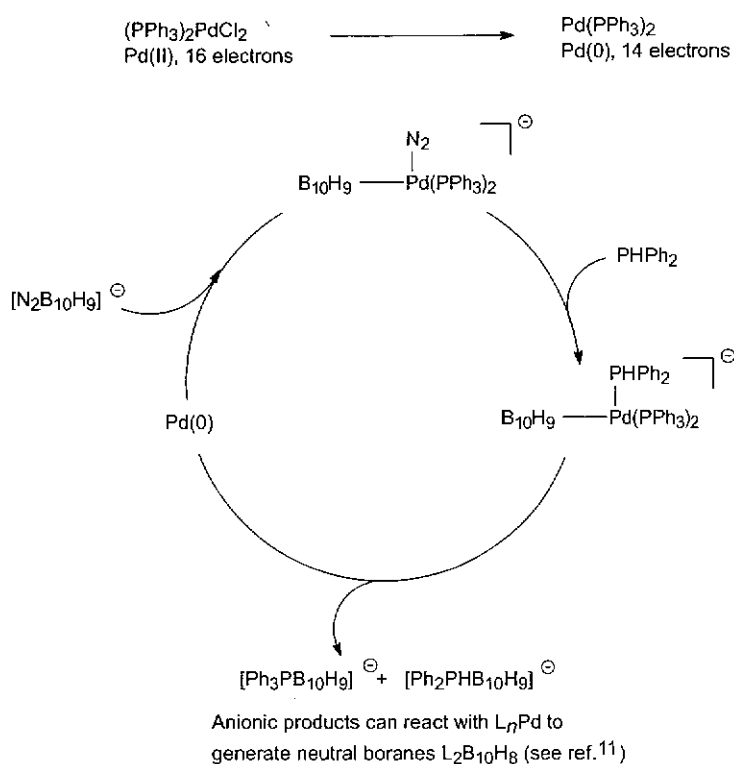 (PPh₃)₂PdCl₂
Pd(II), 16 electrons
Pd(PPh₃)₂
Pd(0), 14 electrons
N₂
⊖
B₁₀H₉—Pd(PPh₃)₂
PHPh₂
[N₂B₁₀H₉] ⊖
PHPh₂
⊖
B₁₀H₉—Pd(PPh₃)₂
Pd(0)
[Ph₃PB₁₀H₉] ⊖ + [Ph₂PHB₁₀H₉] ⊖
Anionic products can react with LₙPd to
generate neutral boranes L₂B₁₀H₈ (see ref.¹¹)